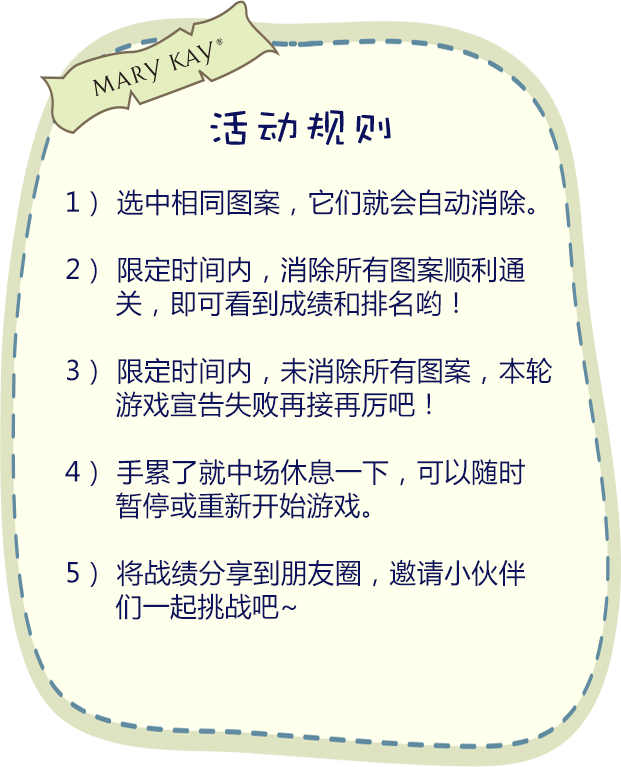 MARY KAY®
活动规则
1）选中相同图案，它们就会自动消除。
2）限定时间内，消除所有图案顺利通
关，即可看到成绩和排名哟！
3）限定时间内，未消除所有图案，本轮
游戏宣告失败再接再厉吧！
4）手累了就中场休息一下，可以随时
暂停或重新开始游戏。
5）将战绩分享到朋友圈，邀请小伙伴
们一起挑战吧~